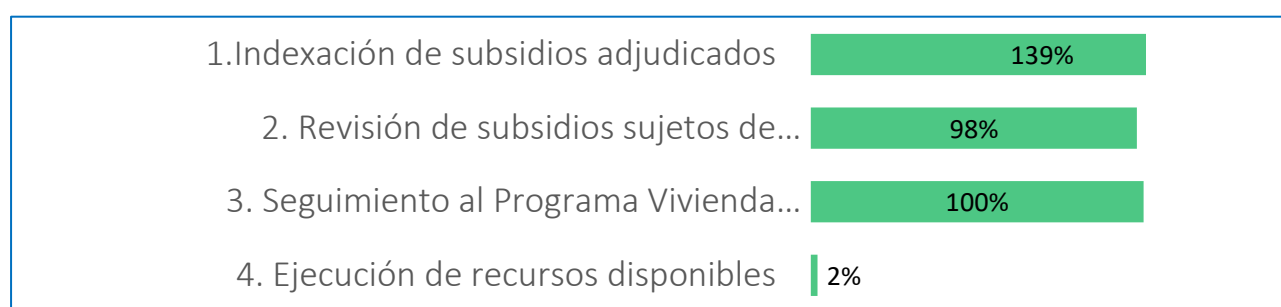 1.Indexación de subsidios adjudicados 139%
2. Revisión de subsidios sujetos de... 98%
3. Seguimiento al Programa Vivienda... 100%
4. Ejecución de recursos disponibles 2%